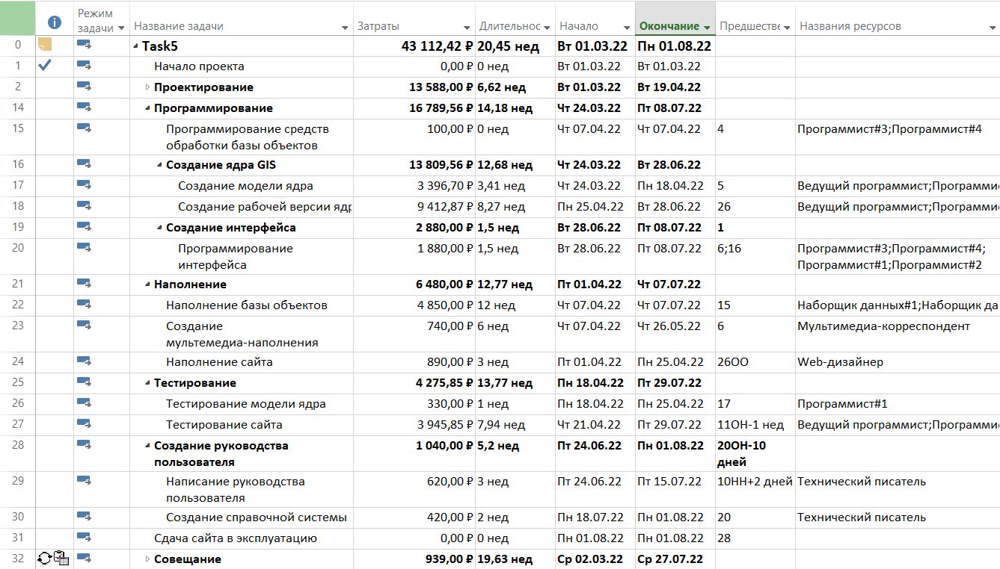 Режим задачи Название задачи Затраты Длительнос Начало Окончание Предшестве Названия ресурсов
0 Task5 43 112,42 ₽ 20,45 нед Вт 01.03.22 Пн 01.08.22
1 Начало проекта 0,00 ₽ 0 нед Вт 01.03.22 Вт 01.03.22
2 Проектирование 13 588,00 ₽ 6,62 нед Вт 01.03.22 Вт 19.04.22
14 Программирование 16 789,56 ₽ 14,18 нед Чт 24.03.22 Пт 08.07.22
15 Программирование средств 100,00 ₽ 0 нед Чт 07.04.22 Чт 07.04.22 4 Программист#3;Программист#4
обработки базы объектов
16 Создание ядра GIS 13 809,56 ₽ 12,68 нед Чт 24.03.22 Вт 28.06.22
17 Создание модели ядра 3 396,70 ₽ 3,41 нед Чт 24.03.22 Пн 18.04.22 5 Ведущий программист;Программи
18 Создание рабочей версии ядр 9 412,87 ₽ 8,27 нед Пн 25.04.22 Вт 28.06.22 26 Ведущий программист;Программи
19 Создание интерфейса 2 880,00 ₽ 1,5 нед Вт 28.06.22 Пт 08.07.22 1
20 Программирование 1 880,00 ₽ 1,5 нед Вт 28.06.22 Пт 08.07.22 6;16 Программист#3;Программист#4;
интерфейса Программист#1;Программист#2
21 Наполнение 6 480,00 ₽ 12,77 нед Пт 01.04.22 Чт 07.07.22
22 Наполнение базы объектов 4 850,00 ₽ 12 нед Чт 07.04.22 Чт 07.07.22 15 Наборщик данных#1;Наборщик да
23 Создание 740,00 ₽ 6 нед Чт 07.04.22 Чт 26.05.22 6 Мультимедиа-корреспондент
мультемедиа-наполнения
24 Наполнение сайта 890,00 ₽ 3 нед Пт 01.04.22 Пн 25.04.22 26ОО Web-дизайнер
25 Тестирование 4 275,85 ₽ 13,77 нед Пн 18.04.22 Пт 29.07.22
26 Тестирование модели ядра 330,00 ₽ 1 нед Пн 18.04.22 Пн 25.04.22 17 Программист#1
27 Тестирование сайта 3 945,85 ₽ 7,94 нед Чт 21.04.22 Пт 29.07.22 11ОН-1 нед Ведущий программист;Программи
28 Создание руководства 1 040,00 ₽ 5,2 нед Пт 24.06.22 Пн 01.08.22 20ОН-10
пользователя дней
29 Написание руководства 620,00 ₽ 3 нед Пт 24.06.22 Пт 15.07.22 10НН+2 дней Технический писатель
пользователя
30 Создание справочной системы 420,00 ₽ 2 нед Пн 18.07.22 Пн 01.08.22 20 Технический писатель
31 Сдача сайта в эксплуатацию 0,00 ₽ 0 нед Пн 01.08.22 Пн 01.08.22 28
32 Совещание 939,00 ₽ 19,63 нед Ср 02.03.22 Ср 27.07.22